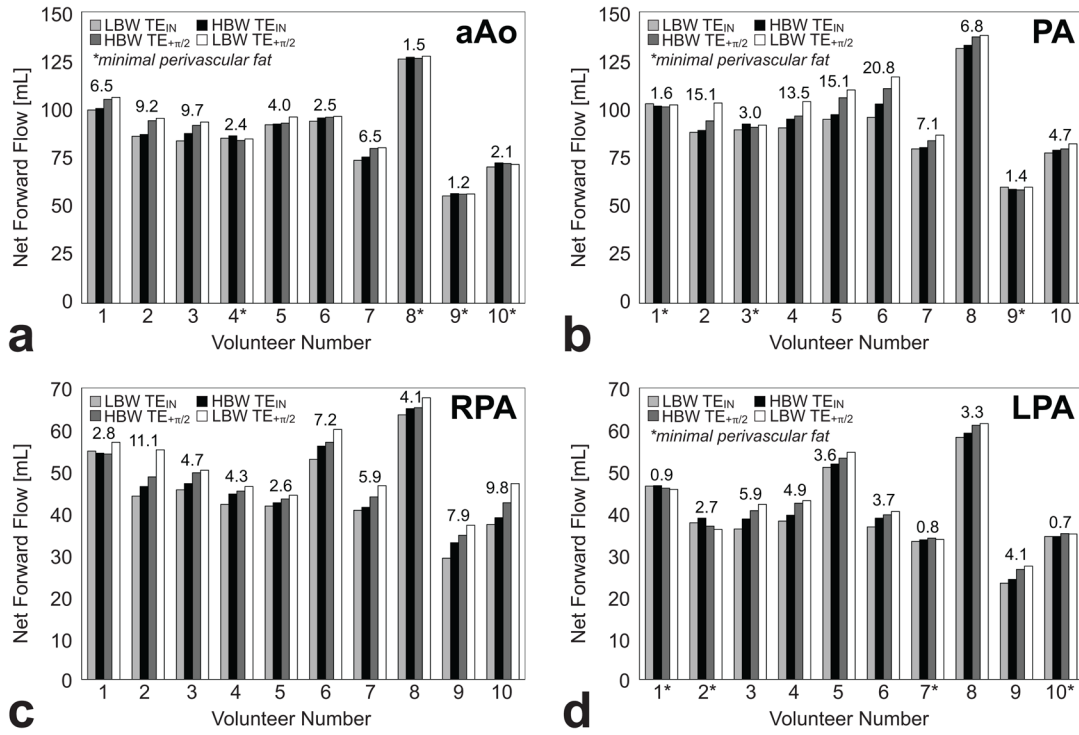 150
125
100
75
50
25
0
Net Forward Flow [mL]
LBW TE_IN HBW TE_IN
HBW TE_+π/2 LBW TE_+π/2
*minimal perivascular fat
aAo
6.5 9.2 9.7 2.4 4.0 2.5 6.5 1.5 1.2 2.1
1 2 3 4* 5 6 7 8* 9* 10*
Volunteer Number
a
150
125
100
75
50
25
0
Net Forward Flow [mL]
LBW TE_IN HBW TE_IN
HBW TE_+π/2 LBW TE_+π/2
*minimal perivascular fat
PA
1.6 15.1 3.0 13.5 15.1 20.8 7.1 6.8 1.4 4.7
1* 2 3* 4 5 6 7 8 9* 10
Volunteer Number
b
70
60
50
40
30
20
10
0
Net Forward Flow [mL]
LBW TE_IN HBW TE_IN
HBW TE_+π/2 LBW TE_+π/2
RPA
2.8 11.1 4.7 4.3 2.6 7.2 5.9 4.1 7.9 9.8
1 2 3 4 5 6 7 8 9 10
Volunteer Number
c
70
60
50
40
30
20
10
0
Net Forward Flow [mL]
LBW TE_IN HBW TE_IN
HBW TE_+π/2 LBW TE_+π/2
*minimal perivascular fat
LPA
0.9 2.7 5.9 4.9 3.6 3.7 0.8 3.3 4.1 0.7
1* 2* 3 4 5 6 7* 8 9 10*
Volunteer Number
d